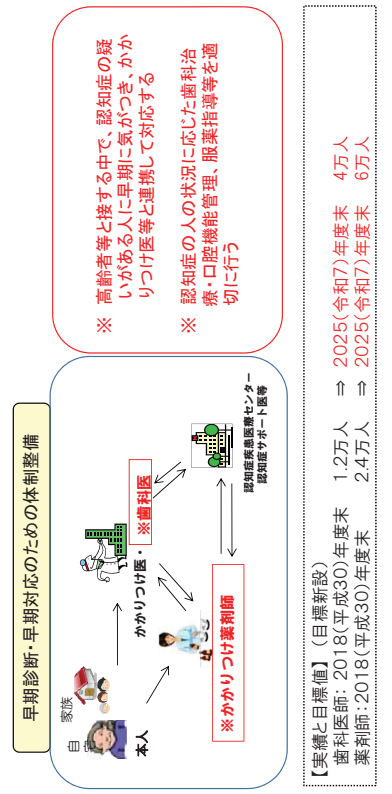 早期診断・早期対応のための体制整備
家族
自宅
本人
かかりつけ医・
※歯科医
※かかりつけ薬剤師
認知症疾患医療センター
認知症サポート医等
※ 高齢者等と接する中で、認知症の疑
いがある人に早期に気がつき、かか
りつけ医等と連携して対応する
※ 認知症の人の状況に応じた歯科治
療・口腔機能管理、服薬指導等を適
切に行う
【実績と目標値】（目標新設）
歯科医師：2018(平成30)年度末 1.2万人 ⇒ 2025(令和7)年度末 4万人
薬剤師：2018(平成30)年度末 2.4万人 ⇒ 2025(令和7)年度末 6万人